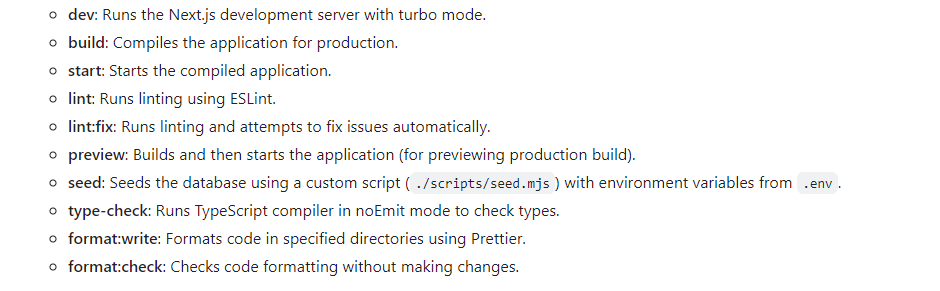 dev: Runs the Next.js development server with turbo mode.
build: Compiles the application for production.
start: Starts the compiled application.
lint: Runs linting using ESLint.
lint:fix: Runs linting and attempts to fix issues automatically.
preview: Builds and then starts the application (for previewing production build).
seed: Seeds the database using a custom script ( ./scripts/seed.mjs ) with environment variables from .env .
type-check: Runs TypeScript compiler in noEmit mode to check types.
format:write: Formats code in specified directories using Prettier.
format:check: Checks code formatting without making changes.